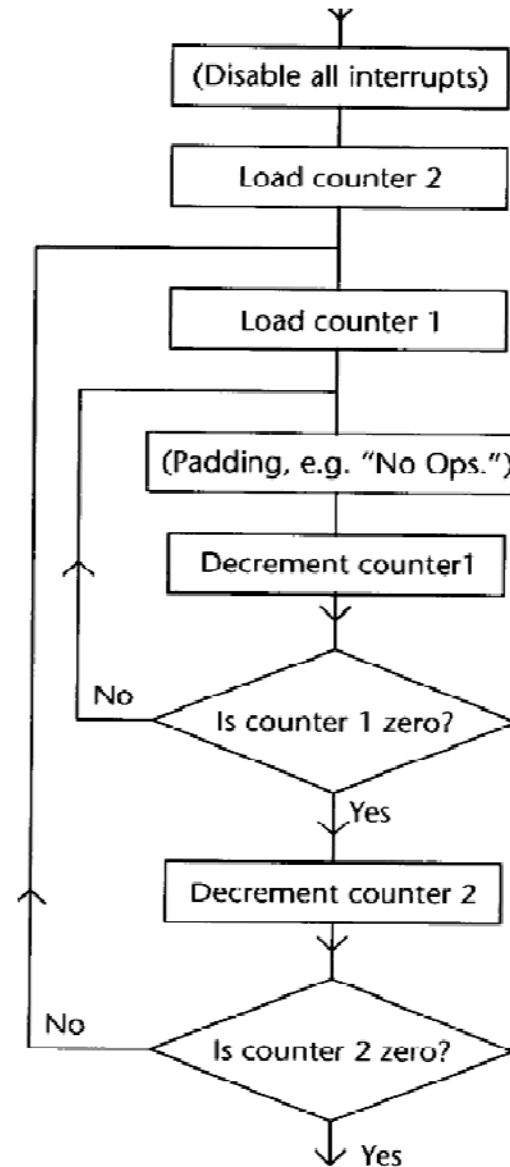 (Disable all interrupts)
Load counter 2
Load counter 1
(Padding, e.g. "No Ops.")
Decrement counter1
No
Is counter 1 zero?
Yes
Decrement counter 2
No
Is counter 2 zero?
Yes